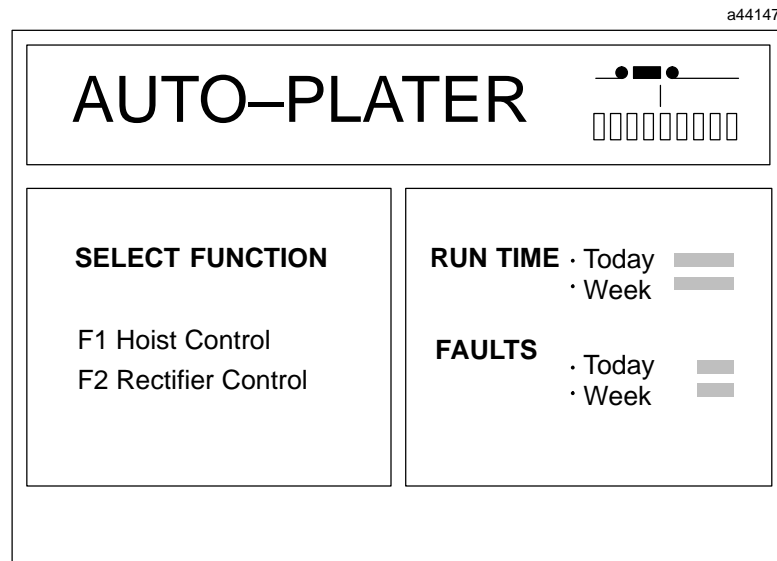 a44147
AUTO–PLATER
SELECT FUNCTION
F1 Hoist Control
F2 Rectifier Control
RUN TIME · Today
· Week
FAULTS
· Today
· Week